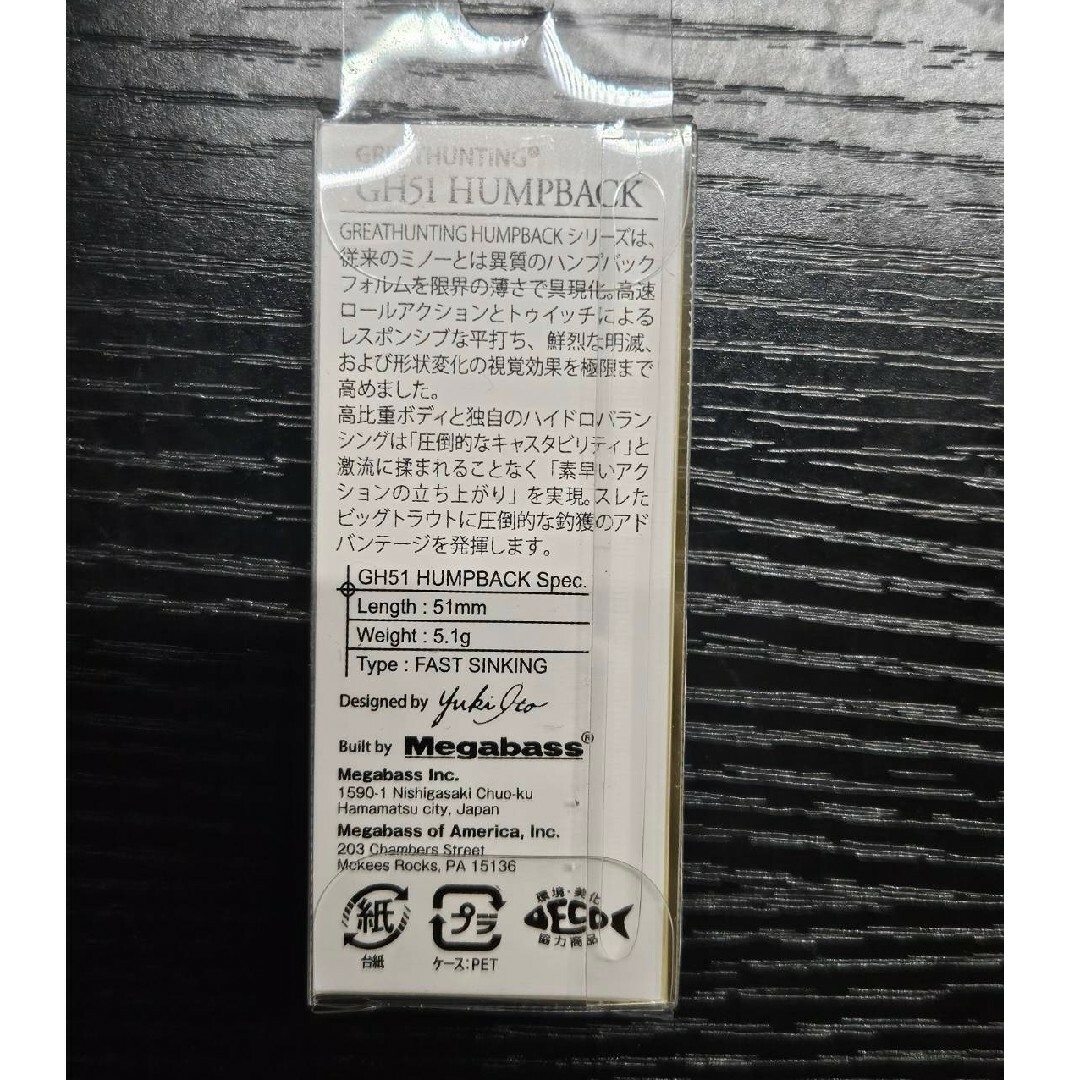 GREATHUNTING®
GH51 HUMPBACK
GREATHUNTING HUMPBACK シリーズは、
従来のミノーとは異質のハンプバック
フォルムを限界の薄さで具現化。高速
ロールアクションとトゥイッチによる
レスポンシブな平打ち、鮮烈な明滅、
および形状変化の視覚効果を極限まで
高めました。
高比重ボディと独自のハイドロバラン
シングは「圧倒的なキャスタビリティ」と
激流に揉まれることなく「素早いアク
ションの立ち上がり」を実現。スレた
ビッグトラウトに圧倒的な釣獲のアド
バンテージを発揮します。
GH51 HUMPBACK Spec.
Length : 51mm
Weight : 5.1g
Type : FAST SINKING
Designed by Yuki Ito
Built by Megabass®
Megabass Inc.
1590-1 Nishigasaki Chuo-ku
Hamamatsu city, Japan
Megabass of America, Inc.
203 Chambers Street
Mckees Rocks, PA 15136
紙
台紙
プラ
ケース:PET
環境・美化
ECO
協力商品